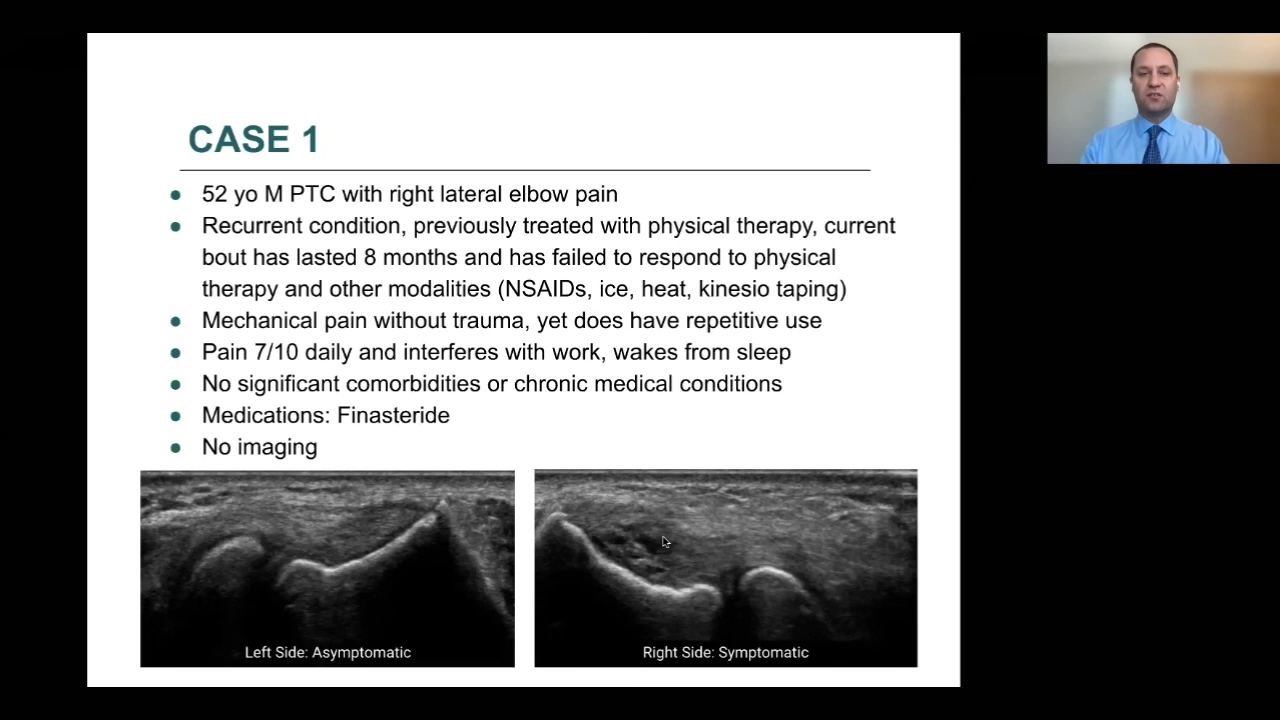 CASE 1
● 52 yo M PTC with right lateral elbow pain
● Recurrent condition, previously treated with physical therapy, current
bout has lasted 8 months and has failed to respond to physical
therapy and other modalities (NSAIDs, ice, heat, kinesio taping)
● Mechanical pain without trauma, yet does have repetitive use
● Pain 7/10 daily and interferes with work, wakes from sleep
● No significant comorbidities or chronic medical conditions
● Medications: Finasteride
● No imaging
Left Side: Asymptomatic
Right Side: Symptomatic